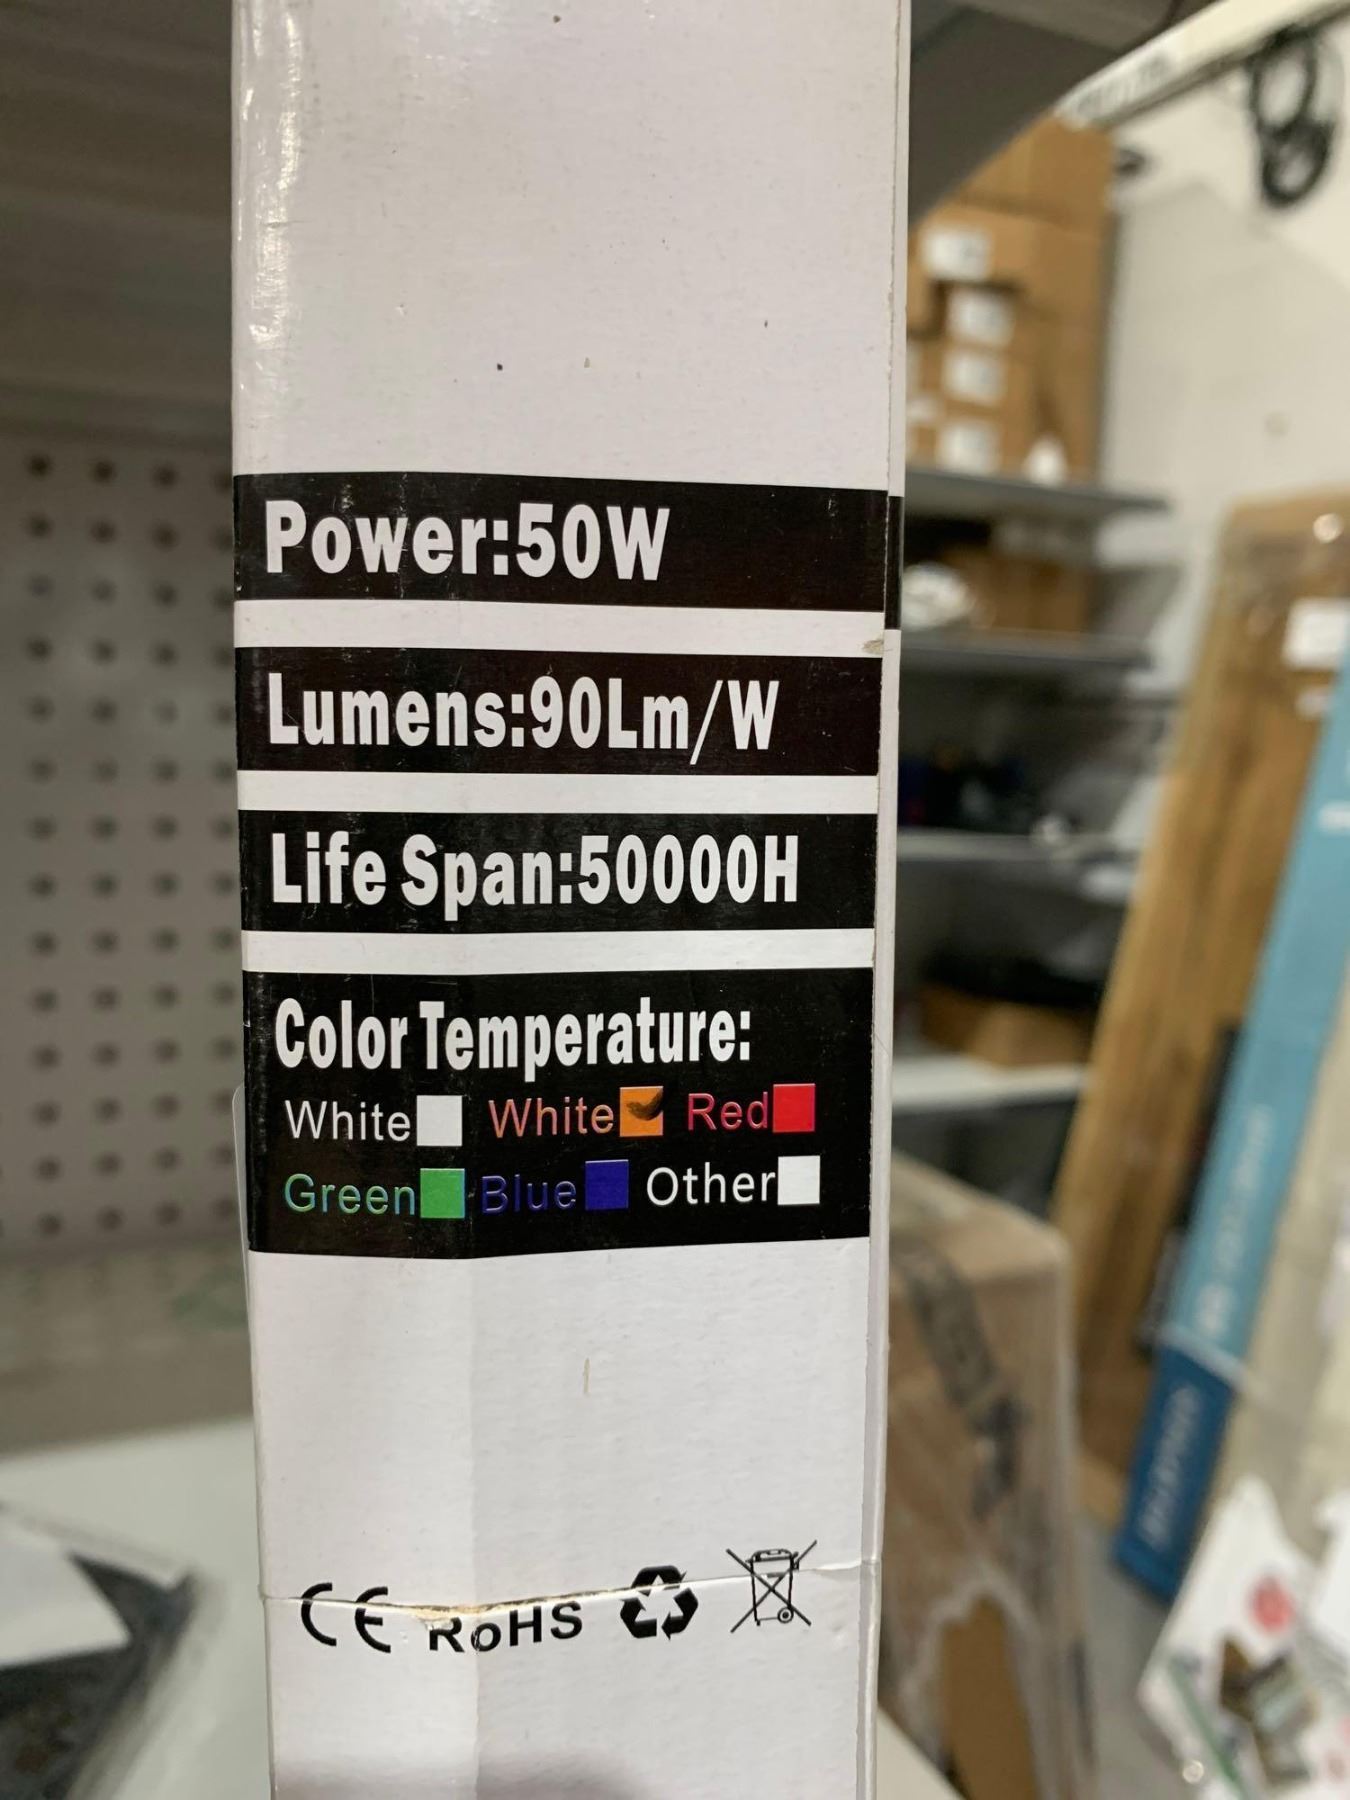 Power:50W
Lumens:90Lm/W
Life Span:50000H
Color Temperature:
White White Red
Green Blue Other
CE RoHS